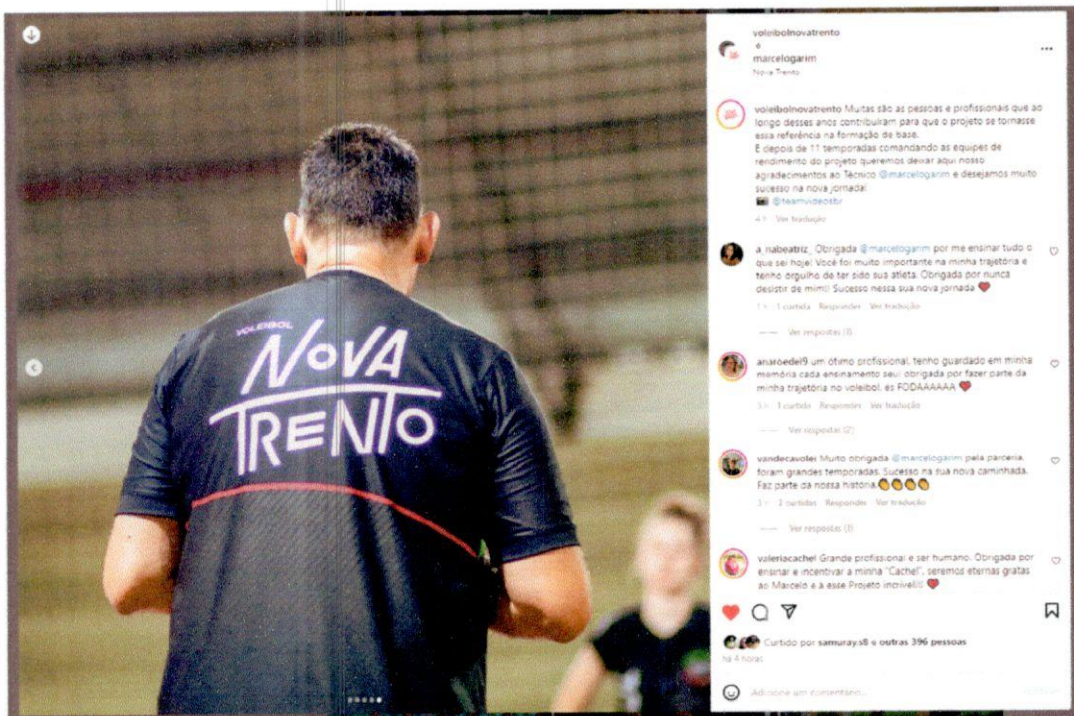 voleibolnovatrento
e
marcelogarim
Nova Trento
voleibolnovatrento Muitas são as pessoas e profissionais que ao
longo desses anos contribuíram para que o projeto se tornasse
essa referência na formação de base.
E depois de 11 temporadas comandando as equipes de
rendimento do projeto queremos deixar aqui nosso
agradecimentos ao Técnico @marcelogarim e desejamos muito
sucesso na nova jornada!
@teamvideosbr
4 h Ver tradução
a_nabeatriz_ Obrigada @marcelogarim por me ensinar tudo o
que sei hoje! Você foi muito importante na minha trajetória e
tenho orgulho de ter sido sua atleta. Obrigada por nunca
desistir de mim!! Sucesso nessa sua nova jornada ❤️
1 h 1 curtida Responder Ver tradução
Ver respostas (1)
anaroedel9 um ótimo profissional, tenho guardado em minha
memória cada ensinamento seu! obrigada por fazer parte da
minha trajetória no voleibol, és FODAAAAAA ❤️
3 h 1 curtida Responder Ver tradução
Ver respostas (2)
vandecavolei Muito obrigada @marcelogarim pela parceria,
foram grandes temporadas. Sucesso na sua nova caminhada.
Faz parte da nossa história.👏👏👏👏
3 h 2 curtidas Responder Ver tradução
Ver respostas (1)
valeriacachel Grande profissional e ser humano. Obrigada por
ensinar e incentivar a minha "Cachel", seremos eternas gratas
ao Marcelo e a esse Projeto incrível!!! ❤️
Curtido por samuray.s8 e outras 396 pessoas
há 4 horas
Adicione um comentário...
VOLEIBOL
NOVA
TRENTO